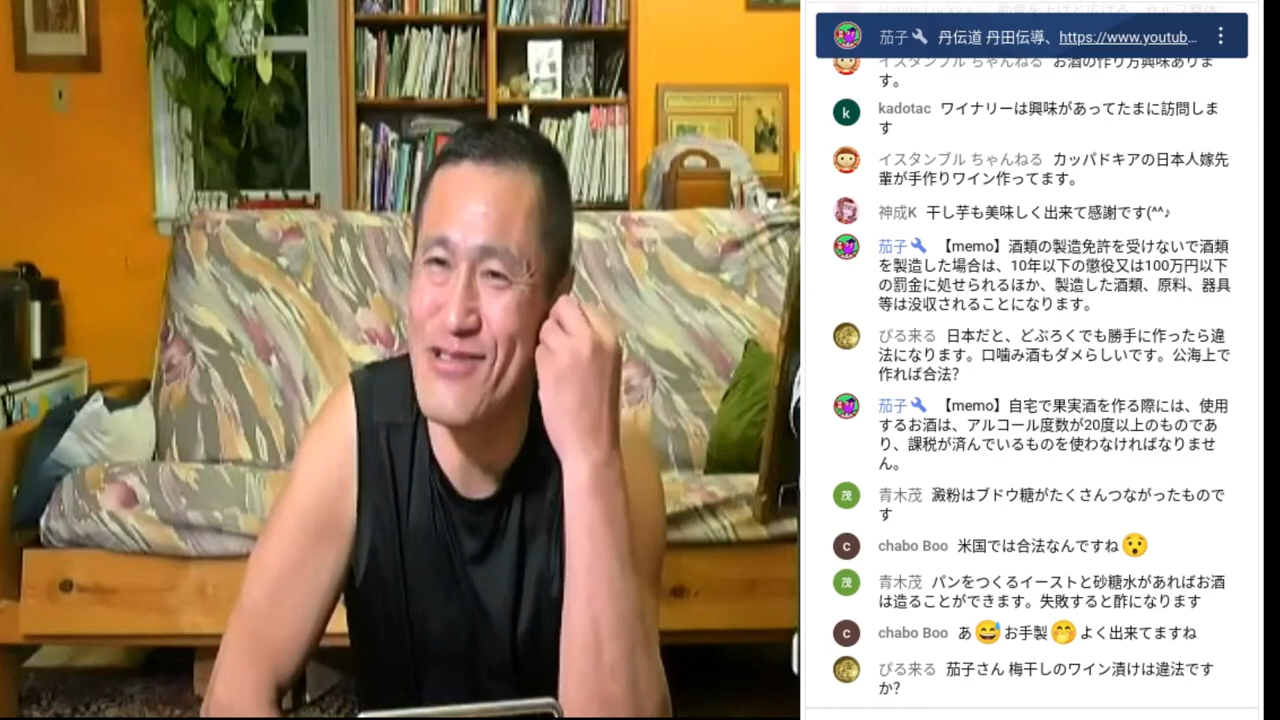 茄子 丹伝道 丹田伝導、https://www.youtub...
イスタンブル ちゃんねる お酒の作り方興味ありま
す。
kadotac ワイナリーは興味があってたまに訪問しま
す
イスタンブル ちゃんねる カッパドキアの日本人嫁先
輩が手作りワイン作ってます。
神成K 干し芋も美味しく出来て感謝です(^^♪
茄子 【memo】酒類の製造免許を受けないで酒類
を製造した場合は、10年以下の懲役又は100万円以下
の罰金に処せられるほか、製造した酒類、原料、器具
等は没収されることになります。
ぴる来る 日本だと、どぶろくでも勝手に作ったら違
法になります。口噛み酒もダメらしいです。公海上で
作れば合法?
茄子 【memo】自宅で果実酒を作る際には、使用
するお酒は、アルコール度数が20度以上のものであ
り、課税が済んでいるものを使わなければなりませ
ん。
茂 青木茂 澱粉はブドウ糖がたくさんつながったもので
す
c chabo Boo 米国では合法なんですね😯
茂 青木茂 パンをつくるイーストと砂糖水があればお酒
は造ることができます。失敗すると酢になります
c chabo Boo あ😅お手製🤭よく出来てますね
ぴる来る 茄子さん 梅干しのワイン漬けは違法です
か?